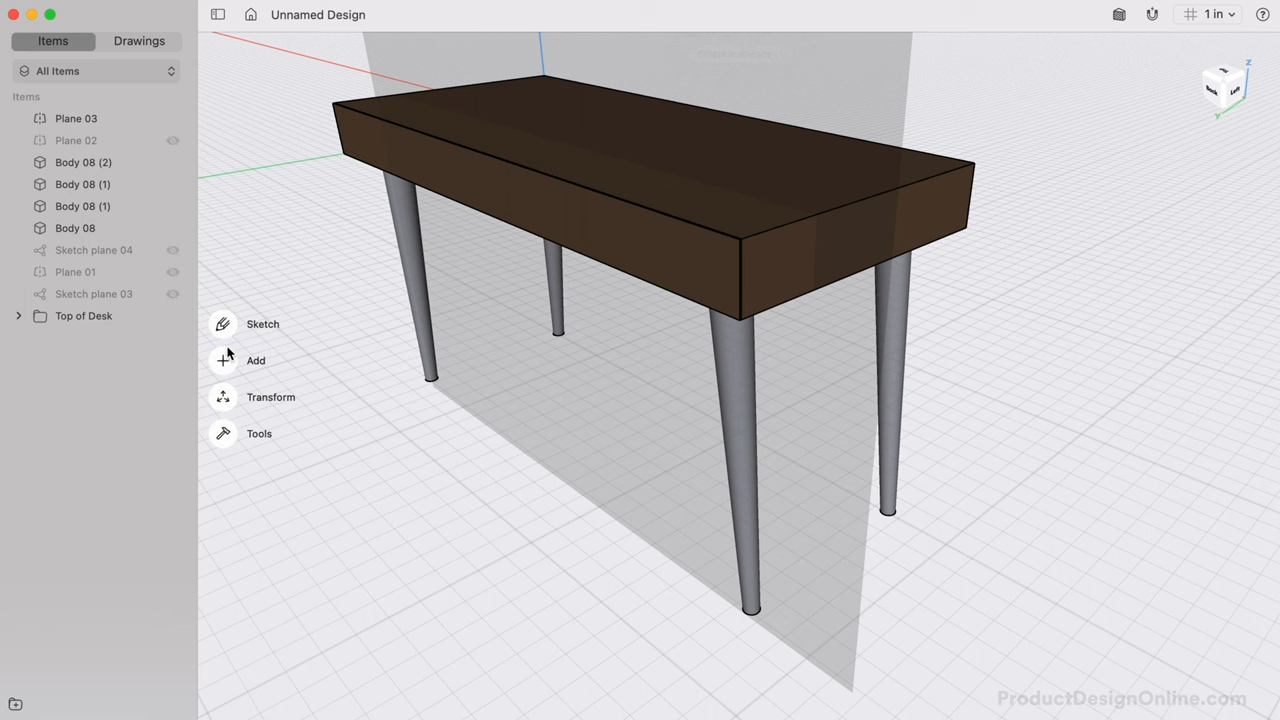 Unnamed Design
1 in
Items
Drawings
All Items
Items
Plane 03
Plane 02
Body 08 (2)
Body 08 (1)
Body 08 (1)
Body 08
Sketch plane 04
Plane 01
Sketch plane 03
Top of Desk
Sketch
Add
Transform
Tools
Z
Back
Left
Y
ProductDesignOnline.com